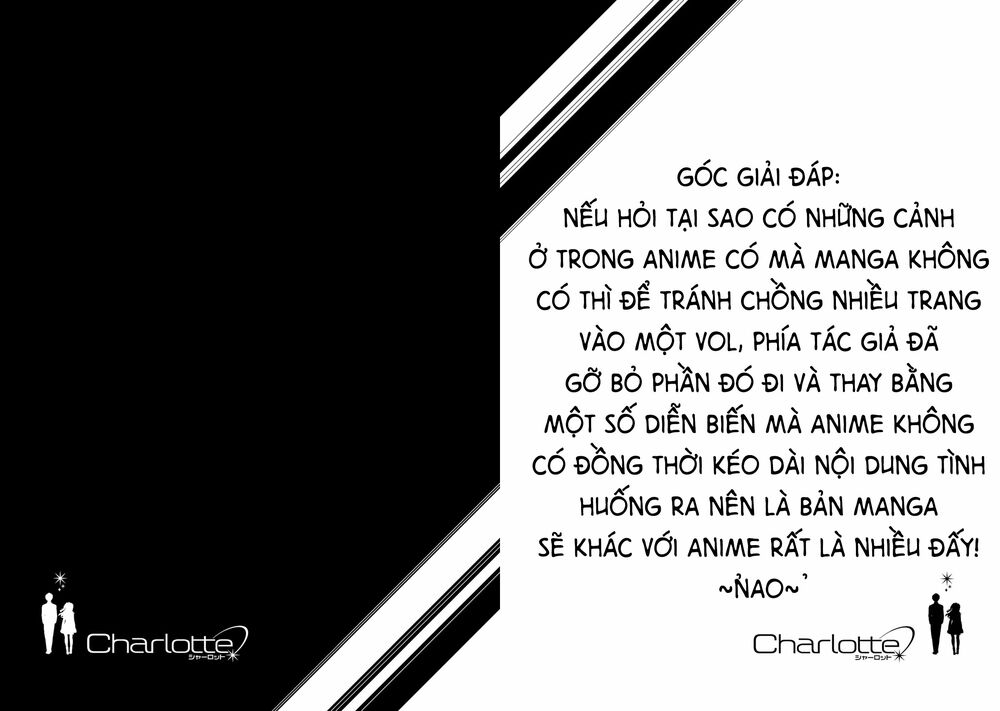 GÓC GIẢI ĐÁP:
NẾU HỎI TẠI SAO CÓ NHỮNG CẢNH
Ở TRONG ANIME CÓ MÀ MANGA KHÔNG
CÓ THÌ ĐỂ TRÁNH CHỒNG NHIỀU TRANG
VÀO MỘT VOL, PHÍA TÁC GIẢ ĐÃ
GỠ BỎ PHẦN ĐÓ ĐI VÀ THAY BẰNG
MỘT SỐ DIỄN BIẾN MÀ ANIME KHÔNG
CÓ ĐỒNG THỜI KÉO DÀI NỘI DUNG TÌNH
HUỐNG RA NÊN LÀ BẢN MANGA
SẼ KHÁC VỚI ANIME RẤT LÀ NHIỀU ĐẤY!
~NAO~
Charlotte
シャーロット
Charlotte
シャーロット